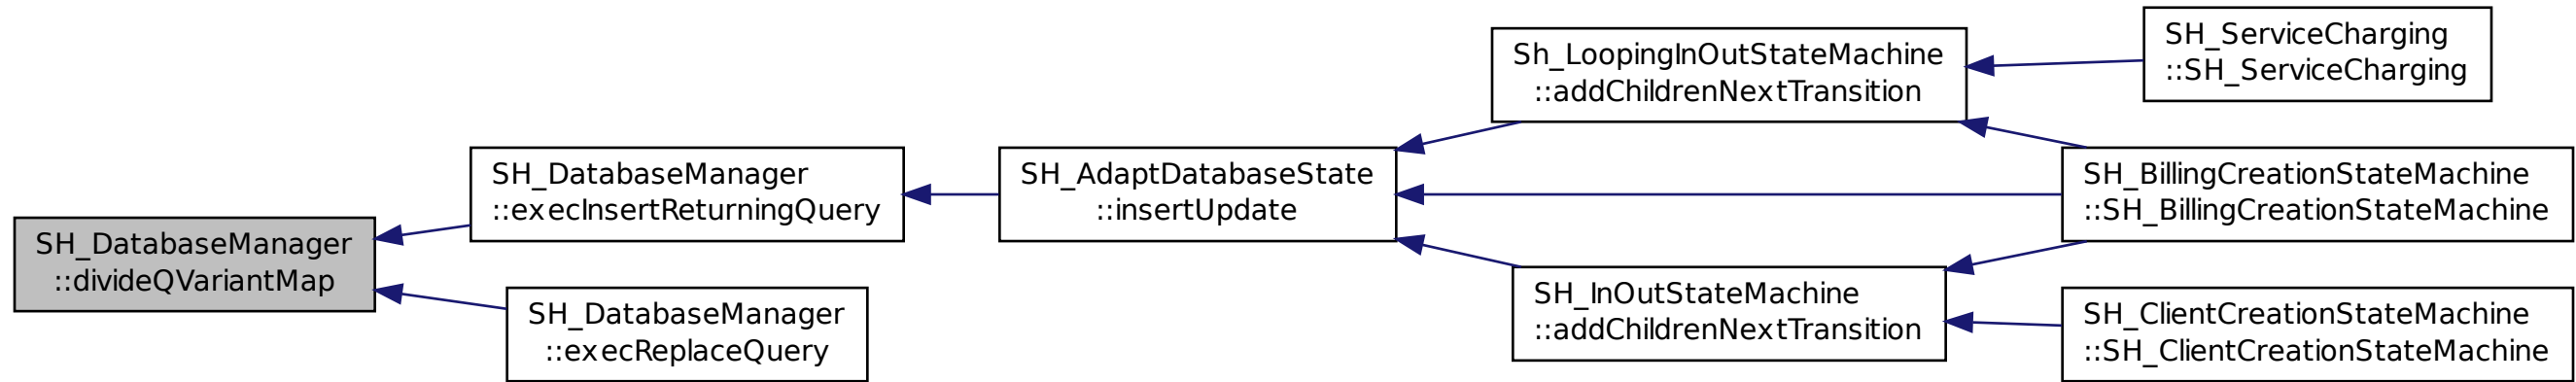 SH_DatabaseManager
::divideQVariantMap
SH_DatabaseManager
::execInsertReturningQuery
SH_DatabaseManager
::execReplaceQuery
SH_AdaptDatabaseState
::insertUpdate
Sh_LoopingInOutStateMachine
::addChildrenNextTransition
SH_InOutStateMachine
::addChildrenNextTransition
SH_ServiceCharging
::SH_ServiceCharging
SH_BillingCreationStateMachine
::SH_BillingCreationStateMachine
SH_ClientCreationStateMachine
::SH_ClientCreationStateMachine